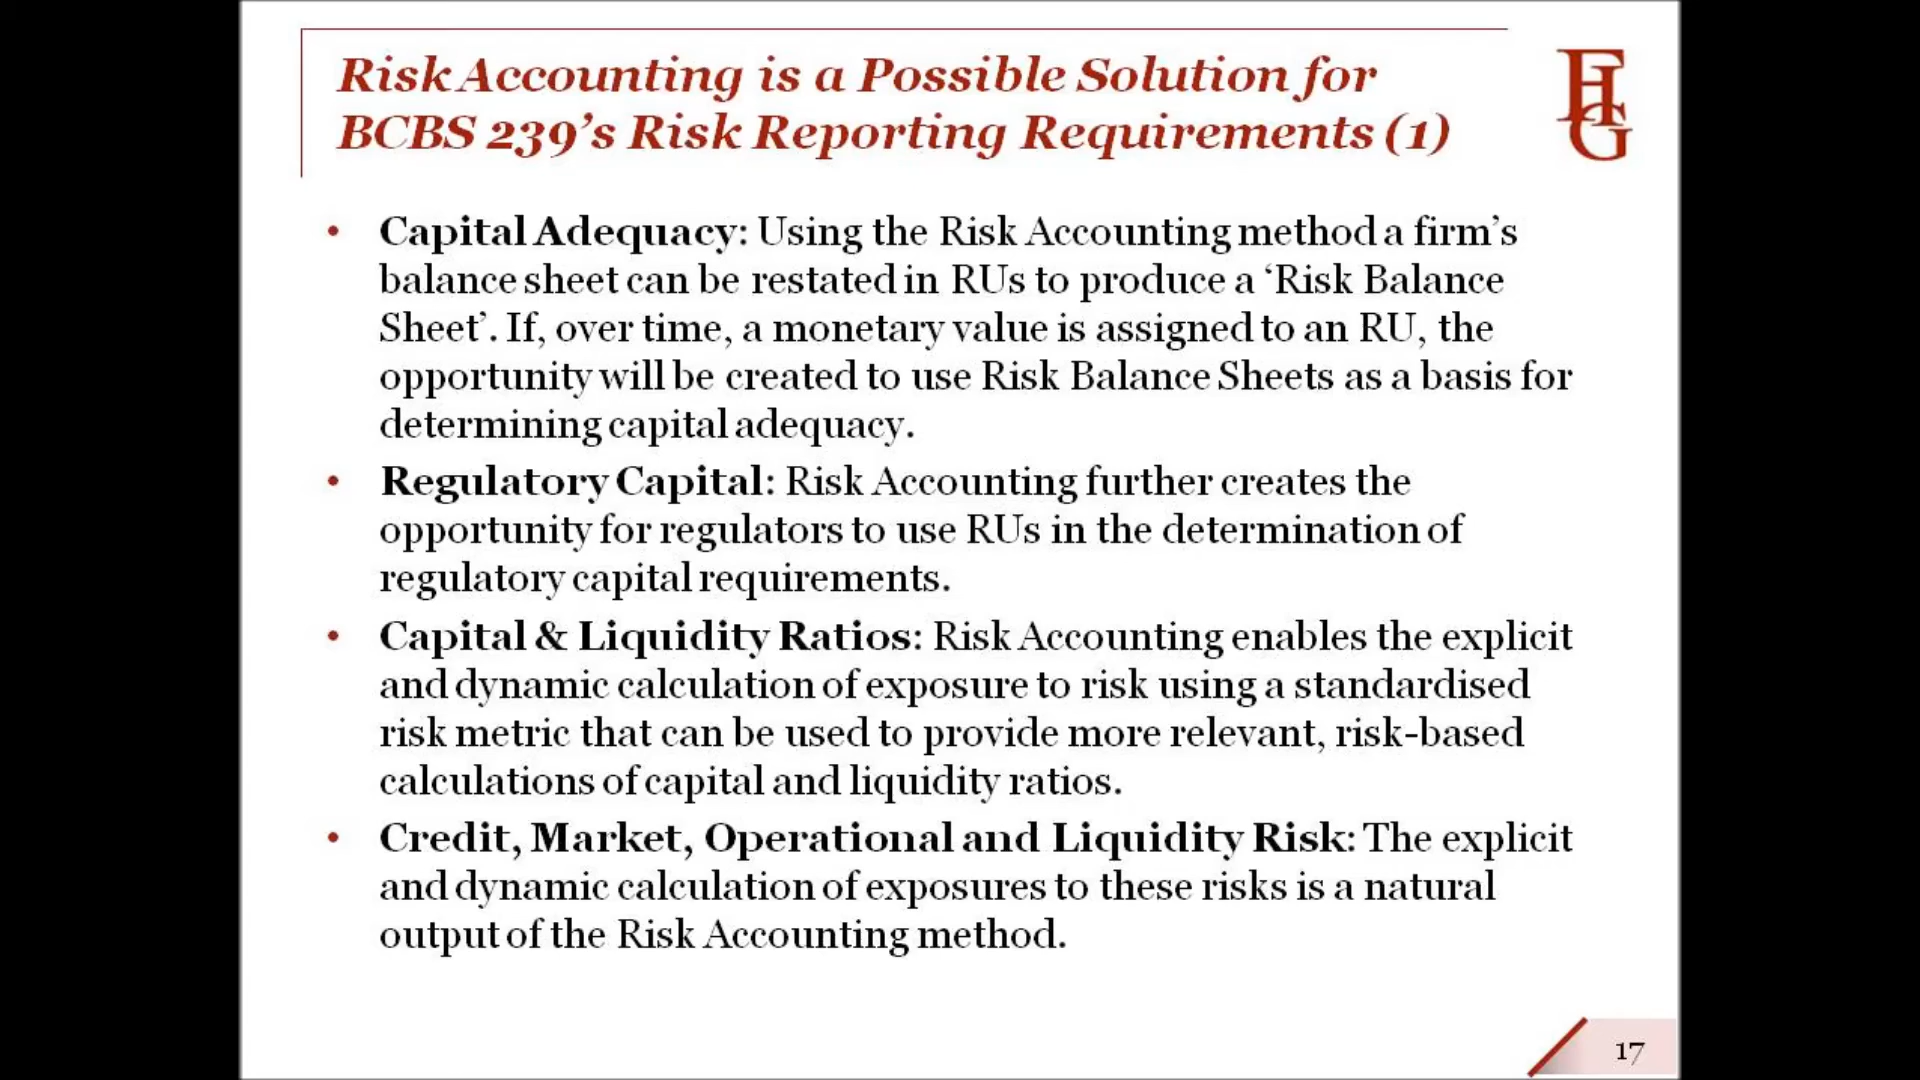 Risk Accounting is a Possible Solution for
BCBS 239's Risk Reporting Requirements (1)
FHG
• Capital Adequacy: Using the Risk Accounting method a firm's
balance sheet can be restated in RUs to produce a ‘Risk Balance
Sheet’. If, over time, a monetary value is assigned to an RU, the
opportunity will be created to use Risk Balance Sheets as a basis for
determining capital adequacy.
• Regulatory Capital: Risk Accounting further creates the
opportunity for regulators to use RUs in the determination of
regulatory capital requirements.
• Capital & Liquidity Ratios: Risk Accounting enables the explicit
and dynamic calculation of exposure to risk using a standardised
risk metric that can be used to provide more relevant, risk-based
calculations of capital and liquidity ratios.
• Credit, Market, Operational and Liquidity Risk: The explicit
and dynamic calculation of exposures to these risks is a natural
output of the Risk Accounting method.
17